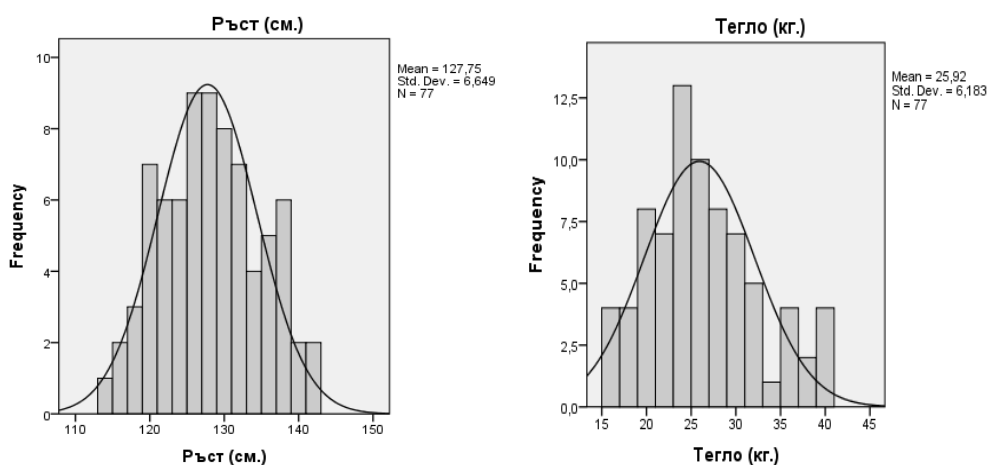 Ръст (см.)
Mean = 127,75
Std. Dev. = 6,649
N = 77
Frequency
10
8
6
4
2
0
110
120
130
140
150
Ръст (см.)
Тегло (кг.)
Mean = 25,92
Std. Dev. = 6,183
N = 77
Frequency
12,5
10,0
7,5
5,0
2,5
0,0
15
20
25
30
35
40
45
Тегло (кг.)